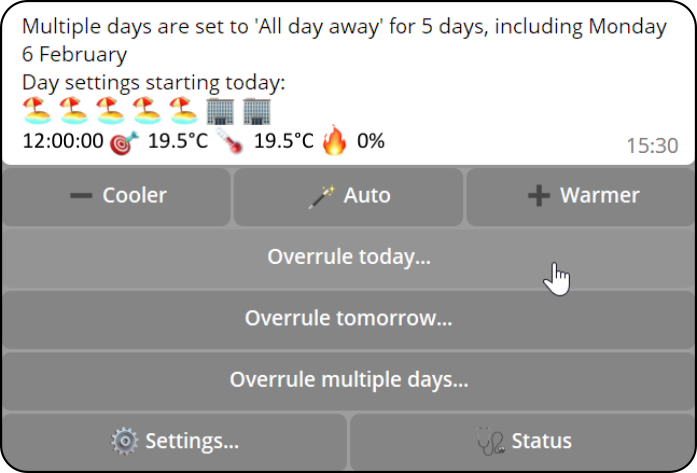 Multiple days are set to 'All day away' for 5 days, including Monday
6 February
Day settings starting today:
🏖️ 🏖️ 🏖️ 🏖️ 🏖️ 🏢 🏢
12:00:00 🎯 19.5°C 🌡️ 19.5°C 🔥 0%
15:30
➖ Cooler
🪄 Auto
➕ Warmer
Overrule today...
Overrule tomorrow...
Overrule multiple days...
⚙️ Settings...
🩺 Status